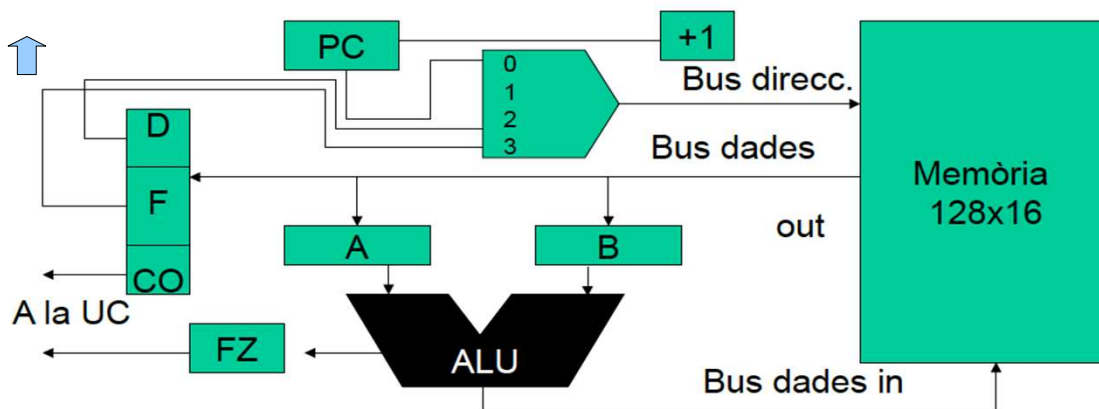 PC
+1
0
1
2
3
Bus direcc.
D
F
CO
Bus dades
Memòria
128x16
out
A
B
A la UC
FZ
ALU
Bus dades in